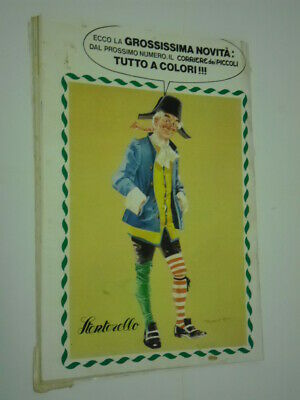 ECCO LA GROSSISSIMA NOVITÀ:
DAL PROSSIMO NUMERO, IL CORRIERE dei PICCOLI
TUTTO A COLORI!!!
Stenterello